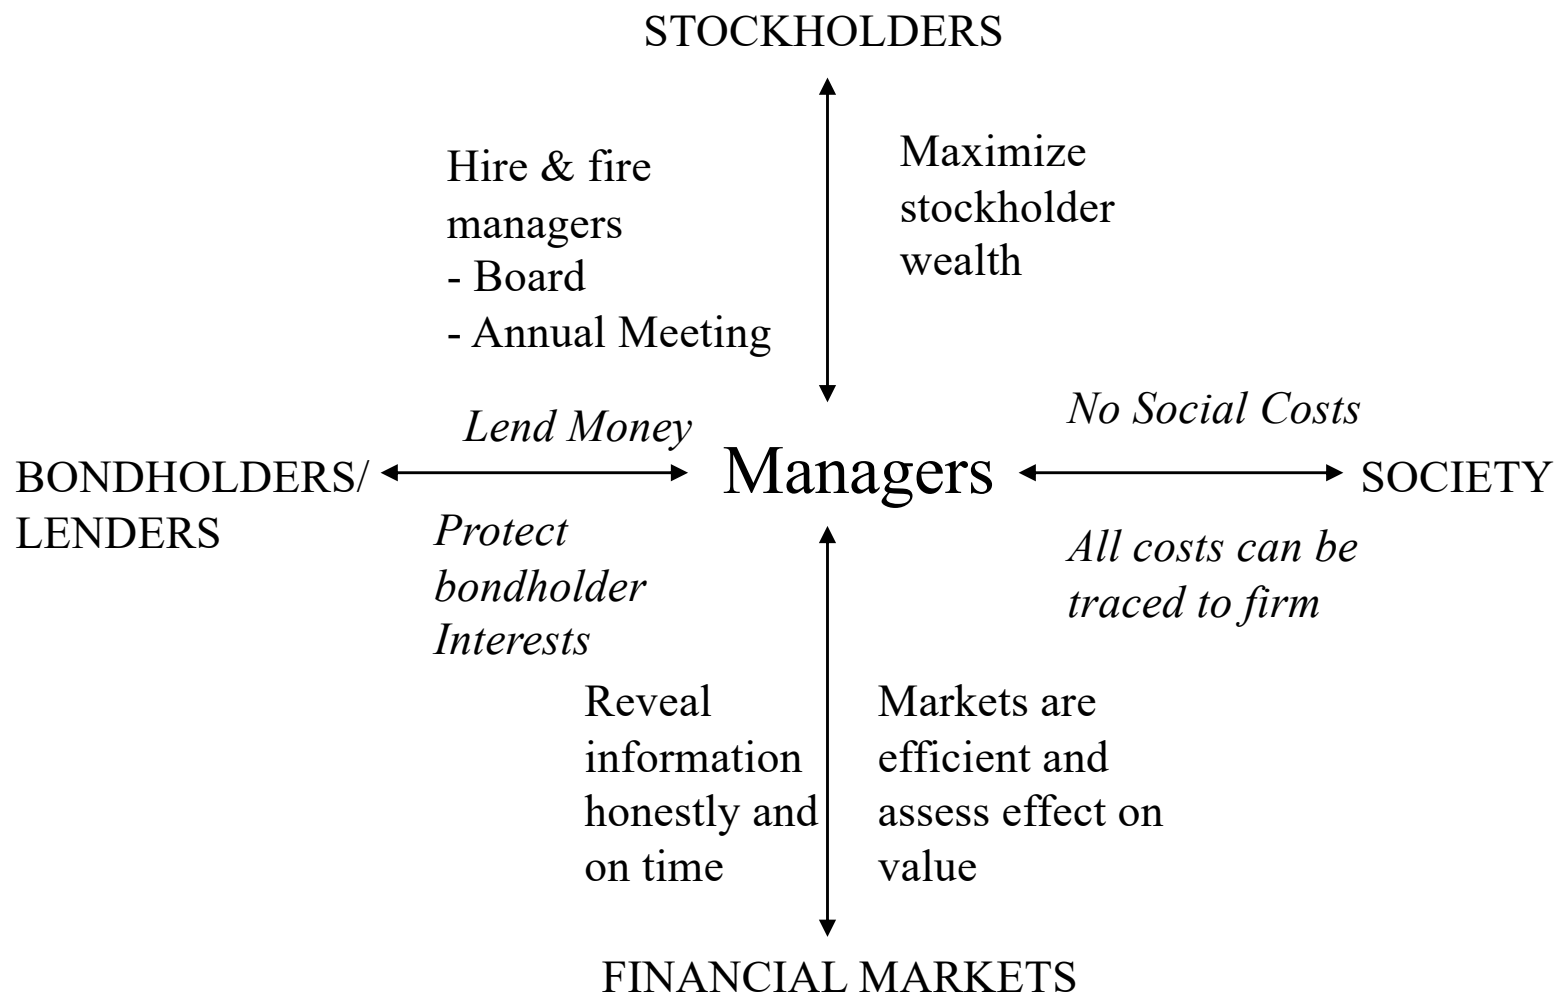 STOCKHOLDERS
Hire & fire
managers
- Board
- Annual Meeting
Maximize
stockholder
wealth
Lend Money
No Social Costs
BONDHOLDERS/
LENDERS
Managers
SOCIETY
Protect
bondholder
Interests
All costs can be
traced to firm
Reveal
information
honestly and
on time
Markets are
efficient and
assess effect on
value
FINANCIAL MARKETS